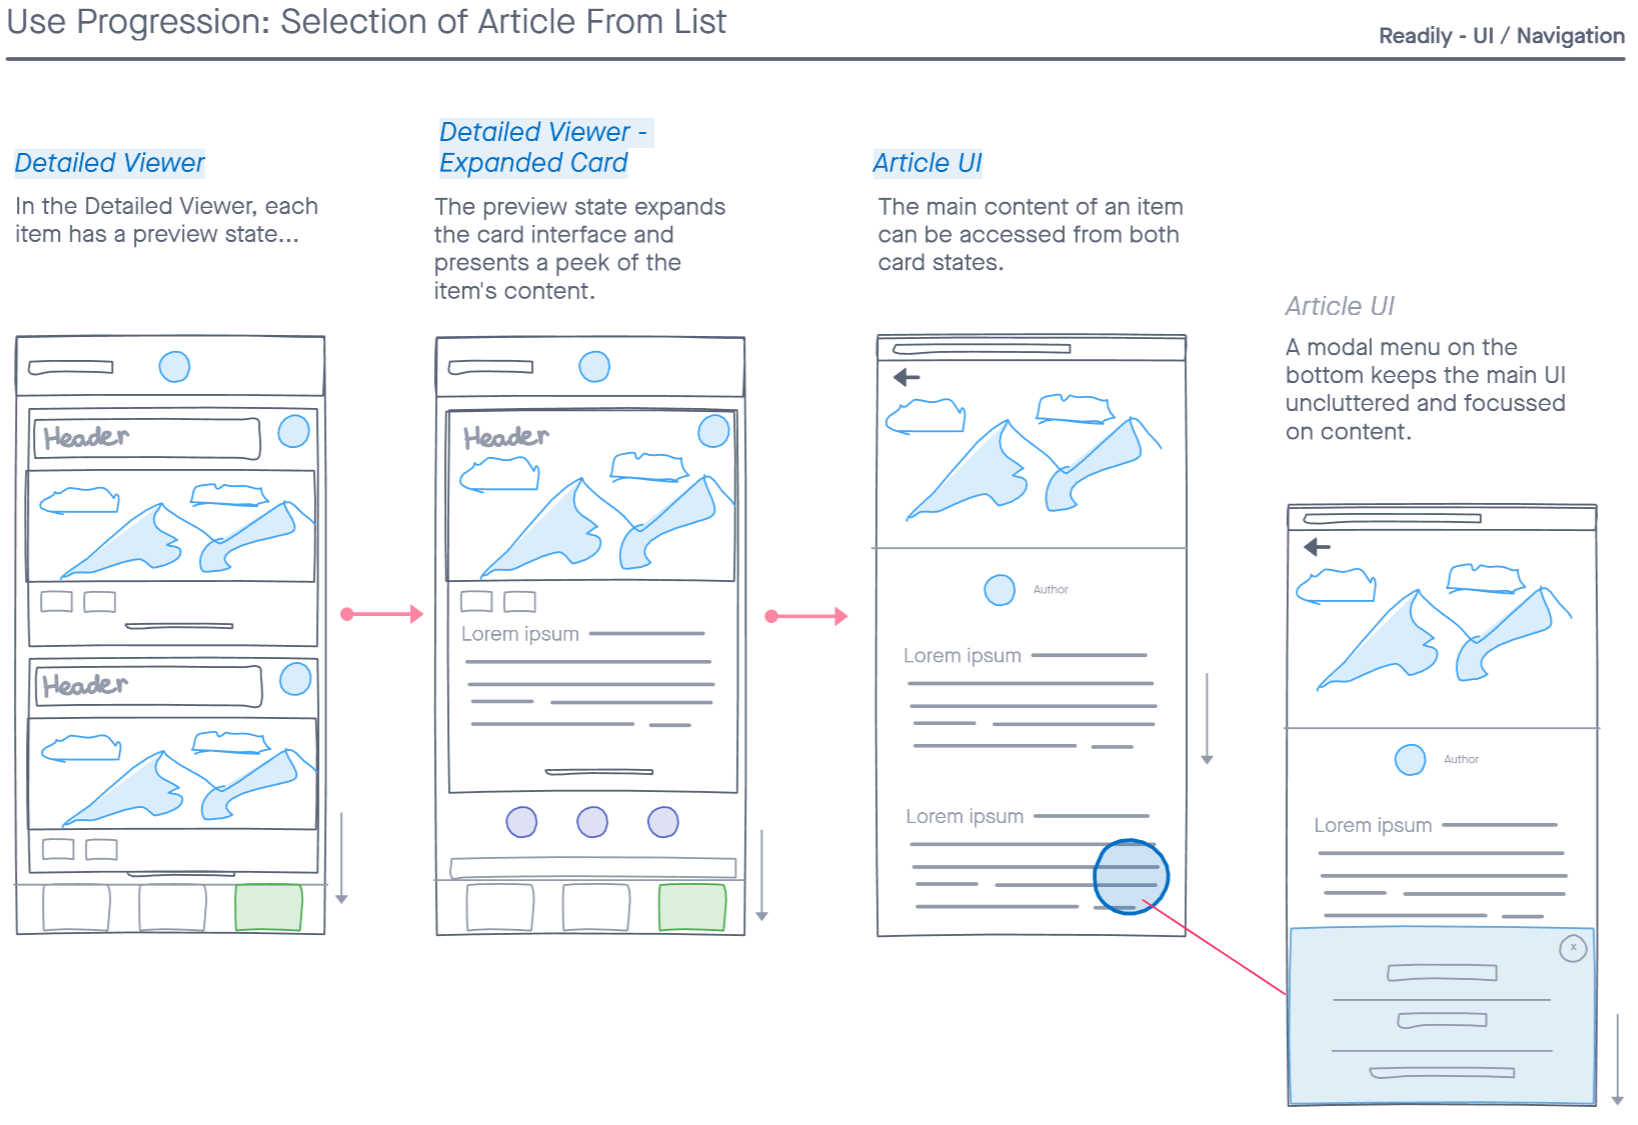 Use Progression: Selection of Article From List
Readily - UI / Navigation
Detailed Viewer
In the Detailed Viewer, each
item has a preview state...
Detailed Viewer -
Expanded Card
The preview state expands
the card interface and
presents a peek of the
item's content.
Article UI
The main content of an item
can be accessed from both
card states.
Article UI
A modal menu on the
bottom keeps the main UI
uncluttered and focussed
on content.
Header
Header
Header
Lorem ipsum
Author
Lorem ipsum
Lorem ipsum
Author
Lorem ipsum
x